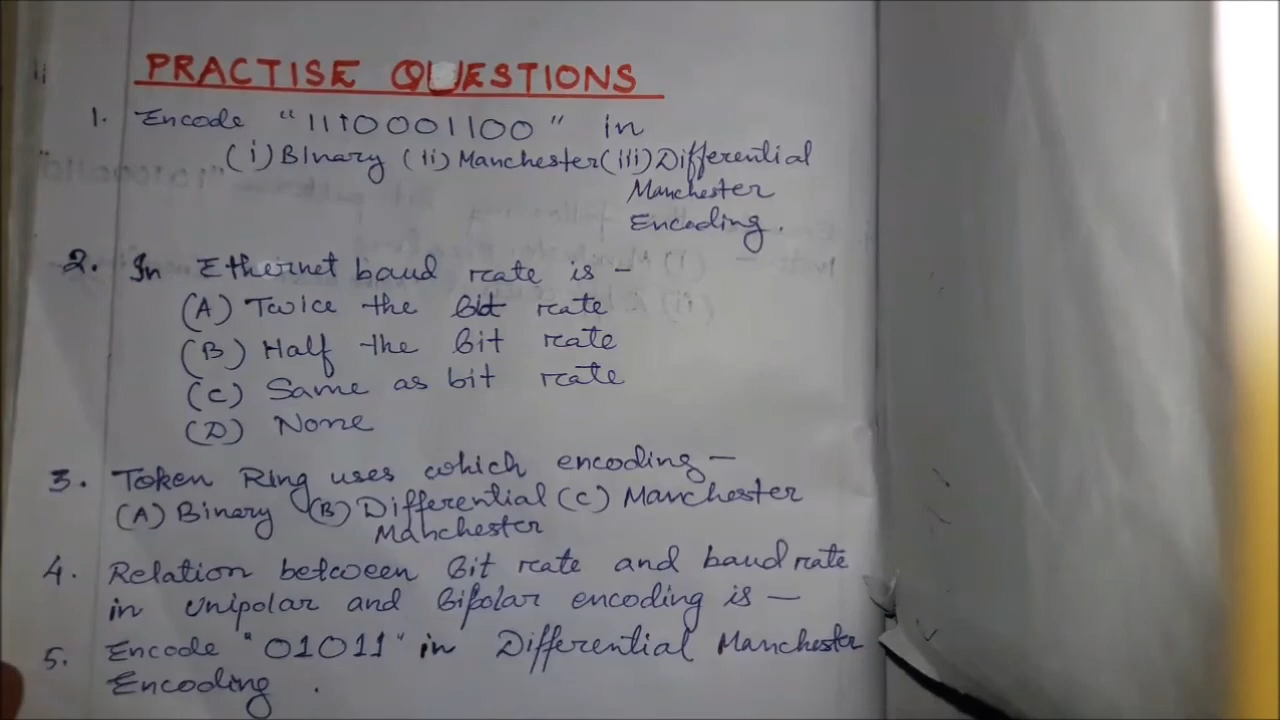 PRACTISE QUESTIONS
1. Encode "1110001100" in
(i) Binary (ii) Manchester (iii) Differential
Manchester
Encoding.
2. In Ethernet baud rate is -
(A) Twice the bit rate
(B) Half the bit rate
(C) Same as bit rate
(D) None
3. Token Ring uses which encoding -
(A) Binary (B) Differential (C) Manchester
Manchester
4. Relation between bit rate and baud rate
in Unipolar and Bipolar encoding is -
5. Encode "01011" in Differential Manchester
Encoding.